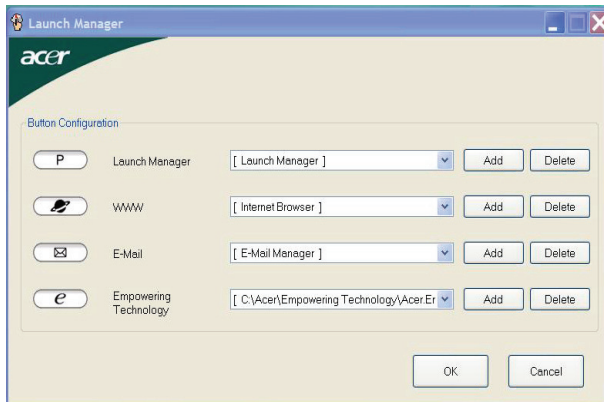 Launch Manager
acer
Button Configuration
P Launch Manager [ Launch Manager ] Add Delete
WWW [ Internet Browser ] Add Delete
E-Mail [ E-Mail Manager ] Add Delete
e Empowering Technology [ C:\Acer\Empowering Technology\Acer.Er Add Delete
OK Cancel